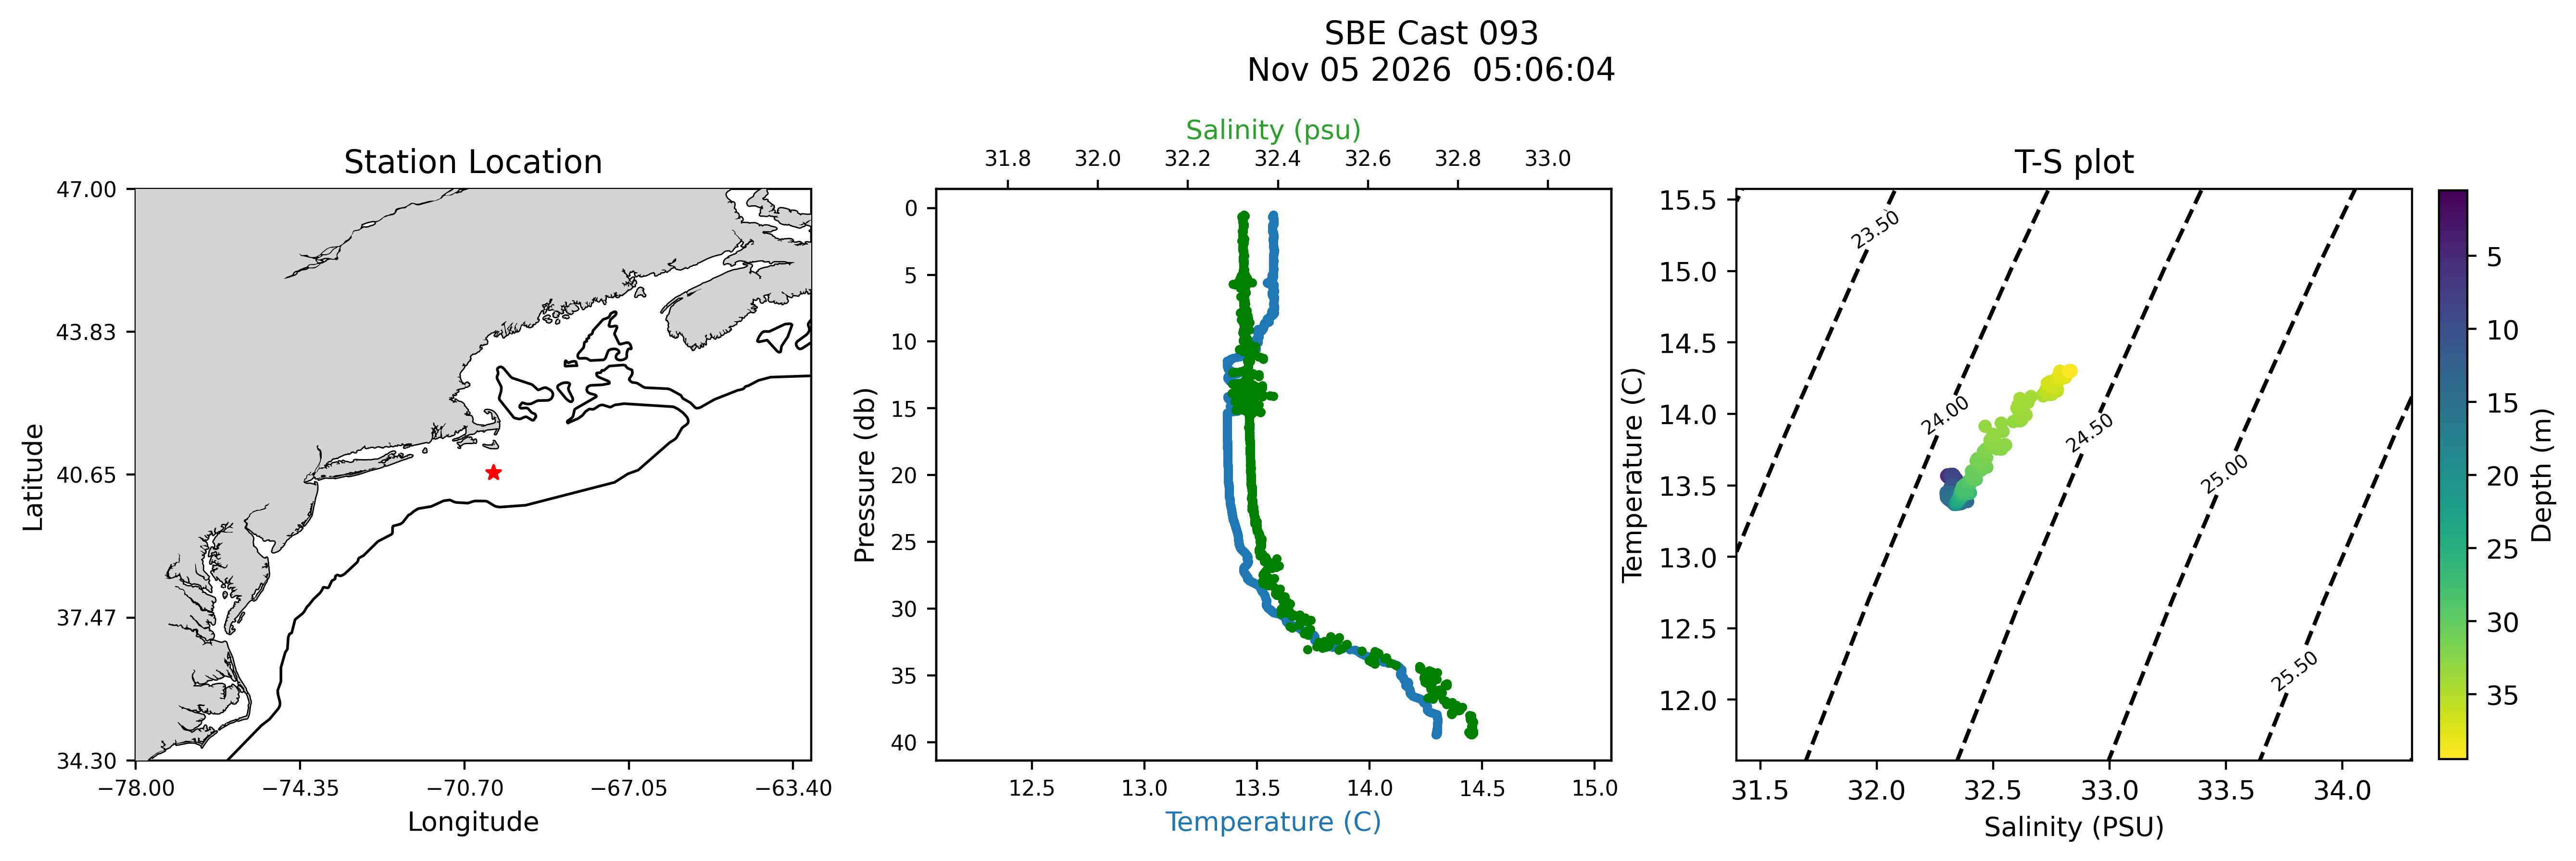 SBE Cast 093
Nov 05 2026  05:06:04
Station Location
47.00
43.83
40.65
37.47
34.30
−78.00 −74.35 −70.70 −67.05 −63.40
Latitude
Longitude
Salinity (psu)
31.8 32.0 32.2 32.4 32.6 32.8 33.0
0
5
10
15
20
25
30
35
40
Pressure (db)
12.5 13.0 13.5 14.0 14.5 15.0
Temperature (C)
T-S plot
15.5
15.0
14.5
14.0
13.5
13.0
12.5
12.0
Temperature (C)
23.50
24.00
24.50
25.00
25.50
31.5 32.0 32.5 33.0 33.5 34.0
Salinity (PSU)
5
10
15
20
25
30
35
Depth (m)